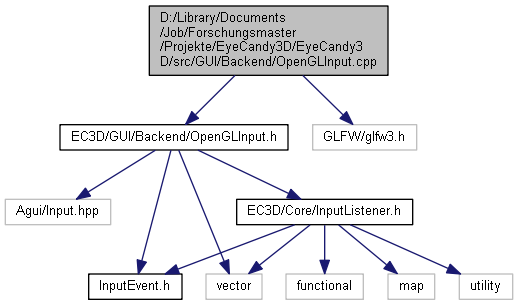 D:/Library/Documents
/Job/Forschungsmaster
/Projekte/EyeCandy3D/EyeCandy3
D/src/GUI/Backend/OpenGLInput.cpp
EC3D/GUI/Backend/OpenGLInput.h
GLFW/glfw3.h
Agui/Input.hpp
EC3D/Core/InputListener.h
InputEvent.h
vector
functional
map
utility